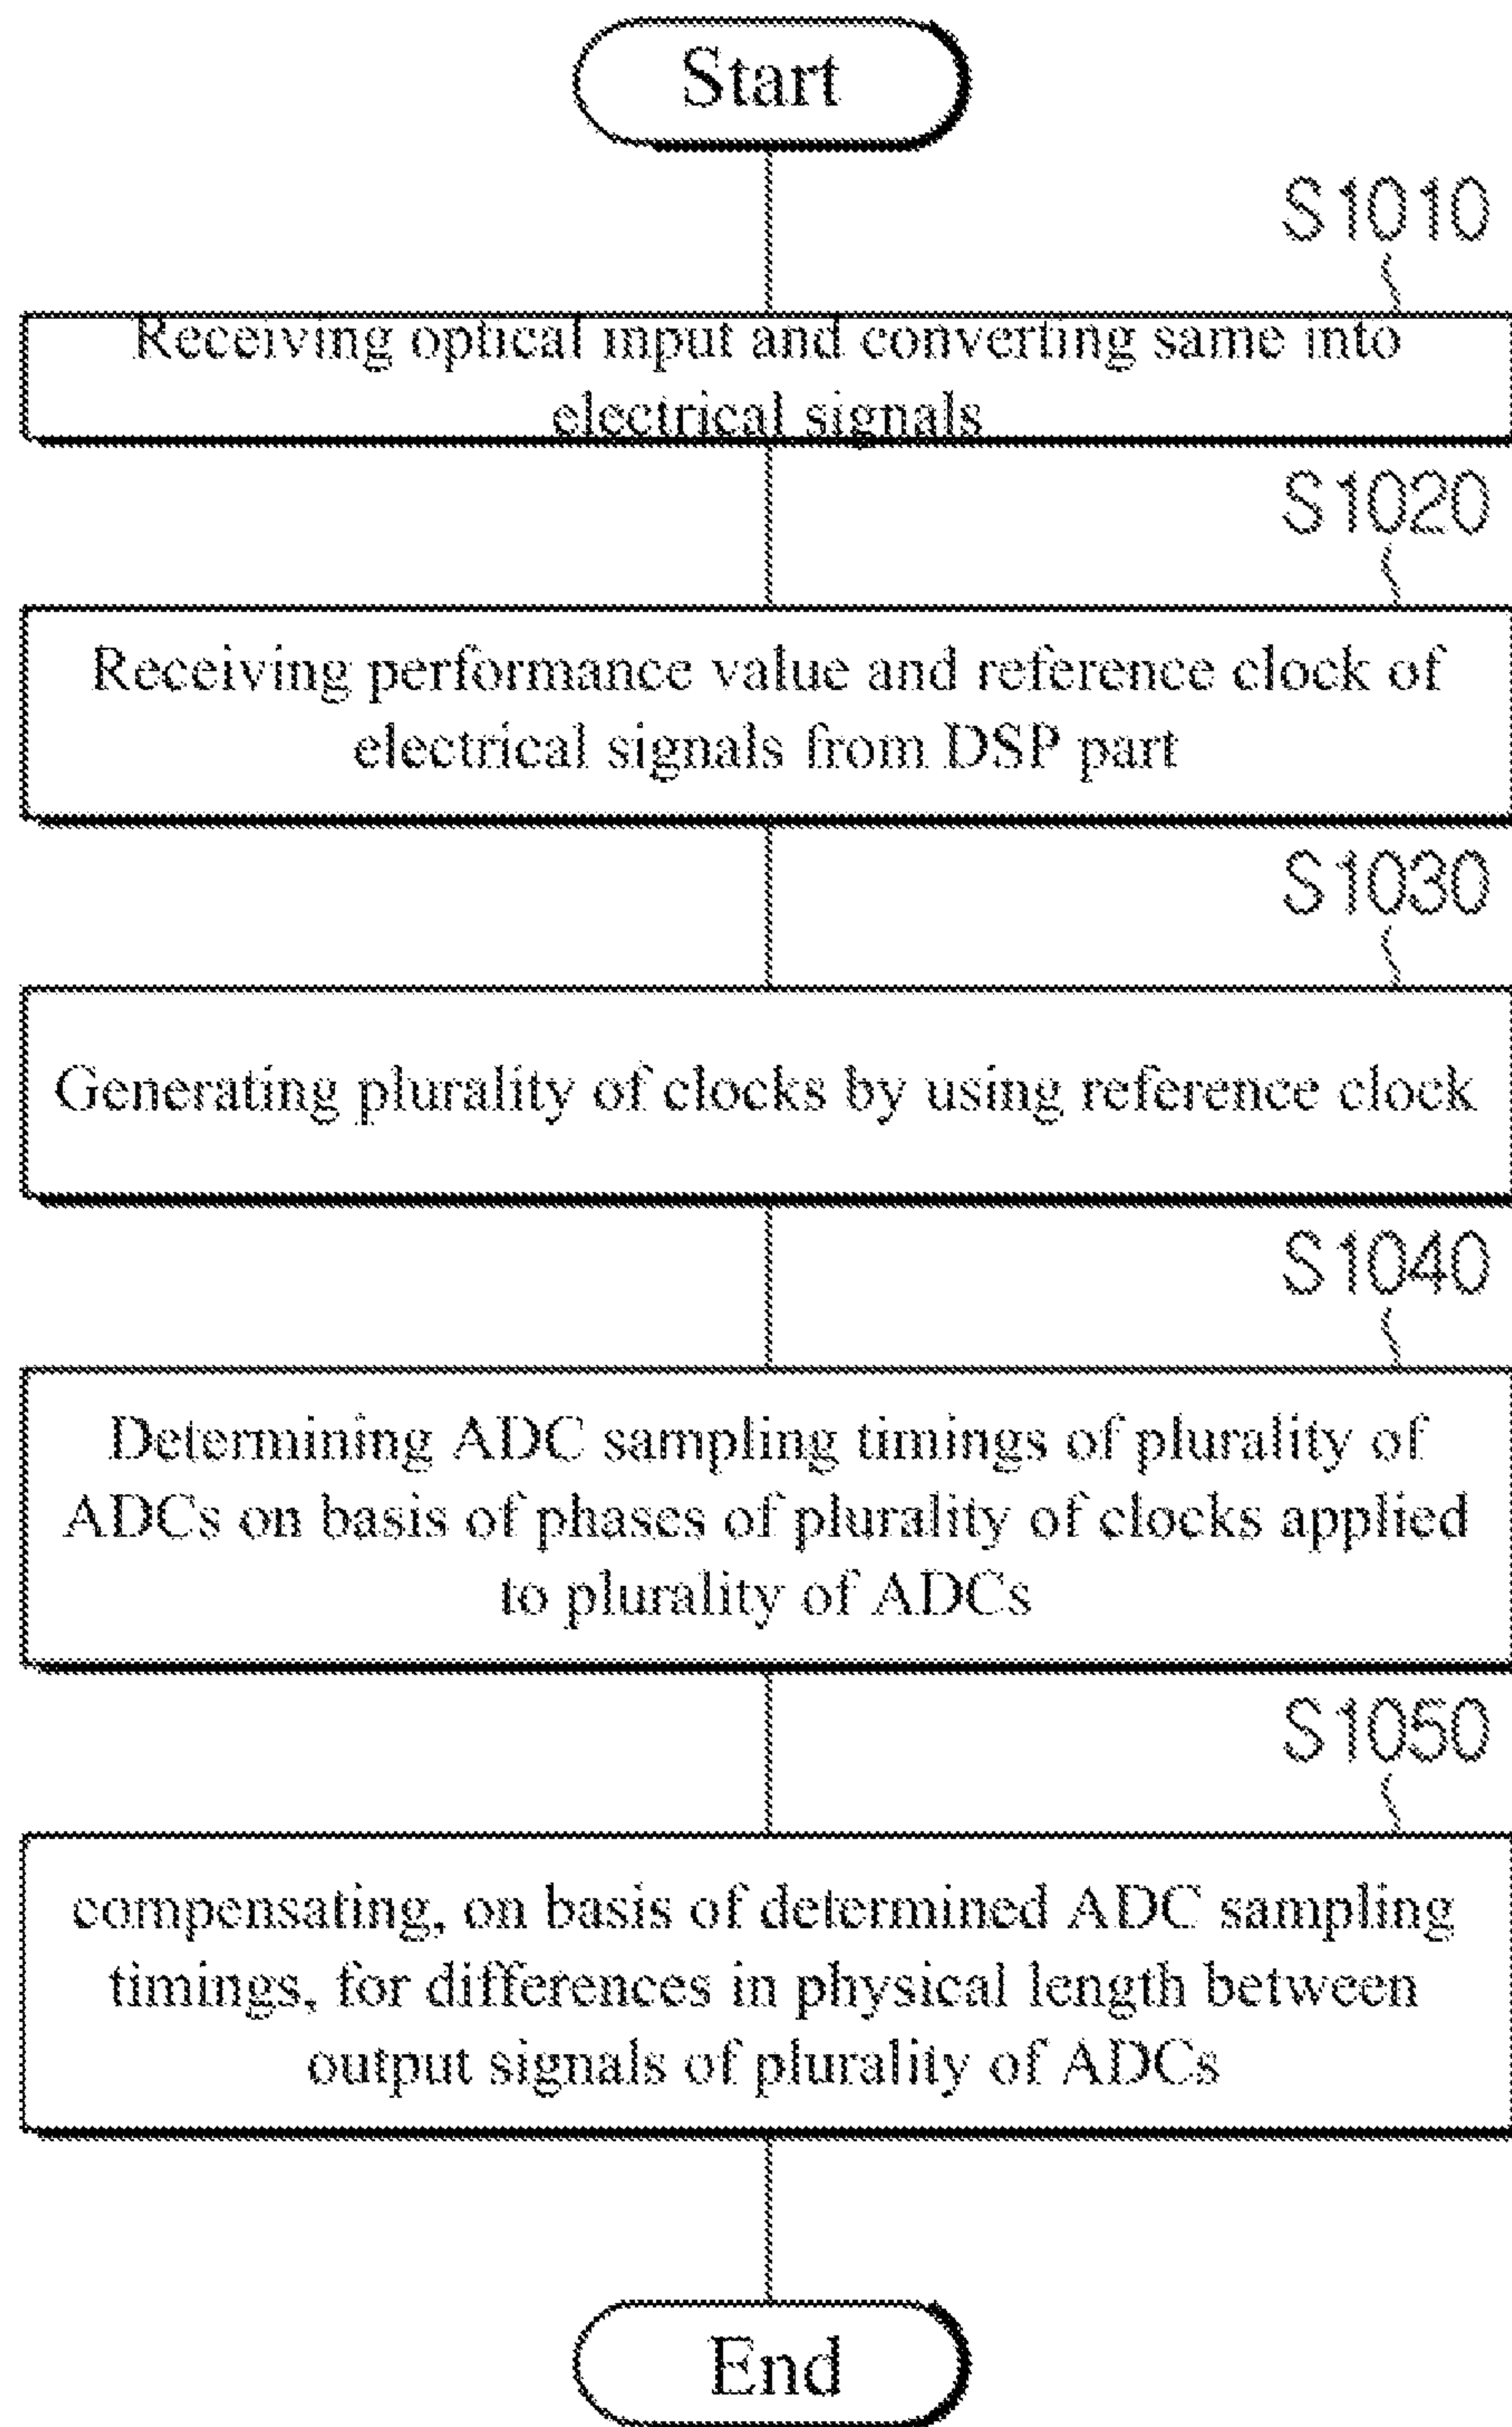 Start
S1010
Receiving optical input and converting same into
electrical signals
S1020
Receiving performance value and reference clock of
electrical signals from DSP part
S1030
Generating plurality of clocks by using reference clock
S1040
Determining ADC sampling timings of plurality of
ADCs on basis of phases of plurality of clocks applied
to plurality of ADCs
S1050
compensating, on basis of determined ADC sampling
timings, for differences in physical length between
output signals of plurality of ADCs
End